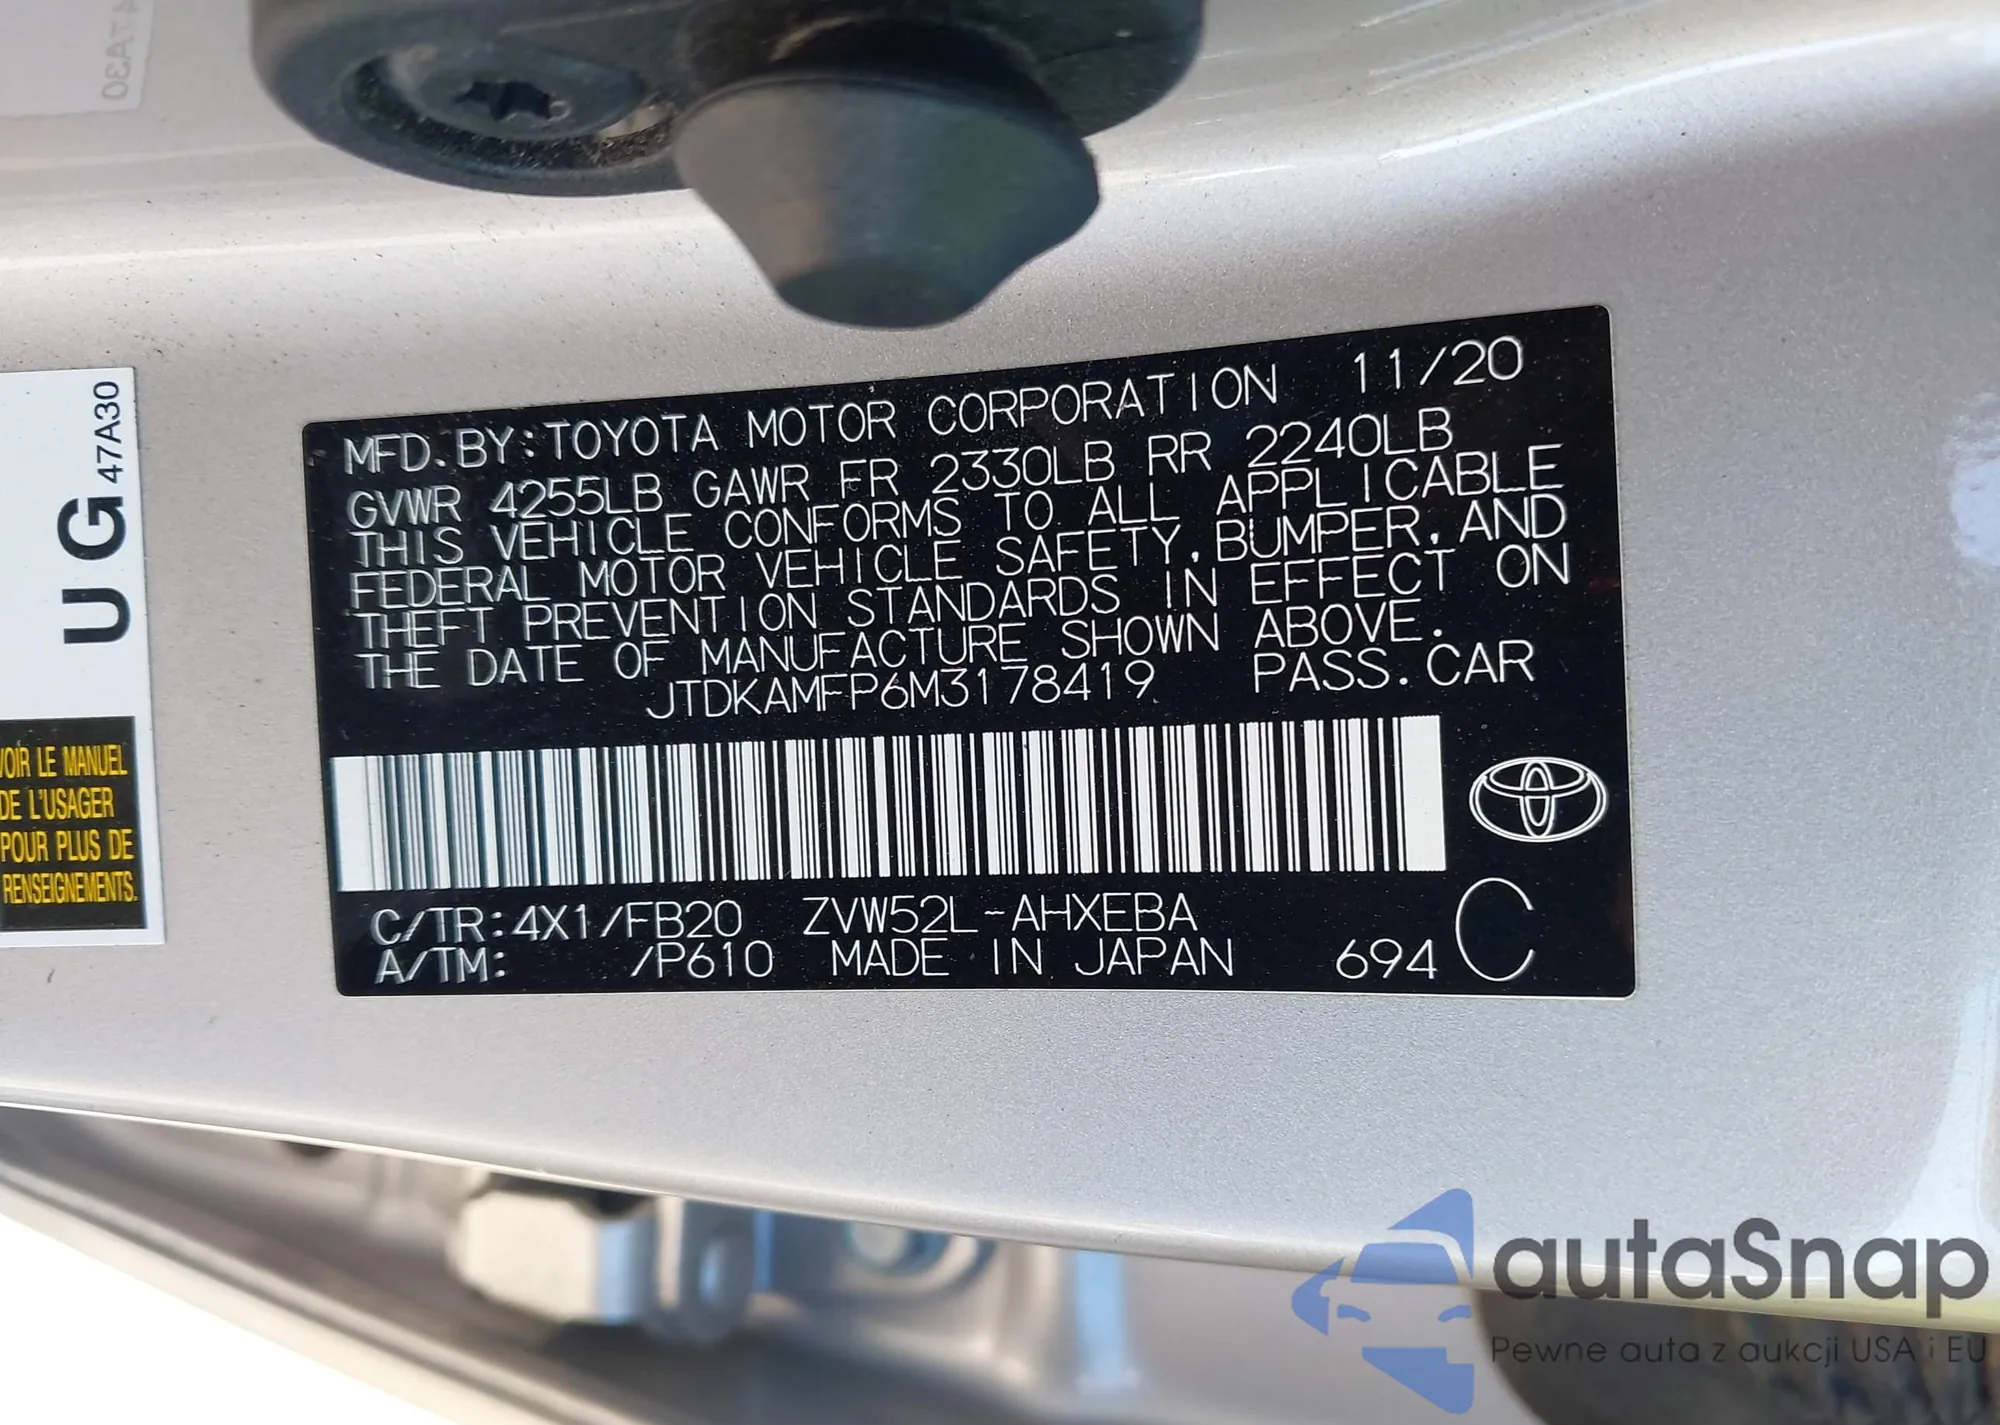 47A30
U G 47A30
VOIR LE MANUEL
DE L'USAGER
POUR PLUS DE
RENSEIGNEMENTS.
MFD. BY: TOYOTA MOTOR CORPORATION 11/20
GVWR 4255LB GAWR FR 2330LB RR 2240LB
THIS VEHICLE CONFORMS TO ALL APPLICABLE
FEDERAL MOTOR VEHICLE SAFETY, BUMPER, AND
THEFT PREVENTION STANDARDS IN EFFECT ON
THE DATE OF MANUFACTURE SHOWN ABOVE.
JTDKAMFP6M3178419 PASS. CAR
C/TR: 4X1/FB20 ZVW52L-AHXEBA
A/TM: /P610 MADE IN JAPAN 694 C
autaSnap
Pewne auta z aukcji USA i EU